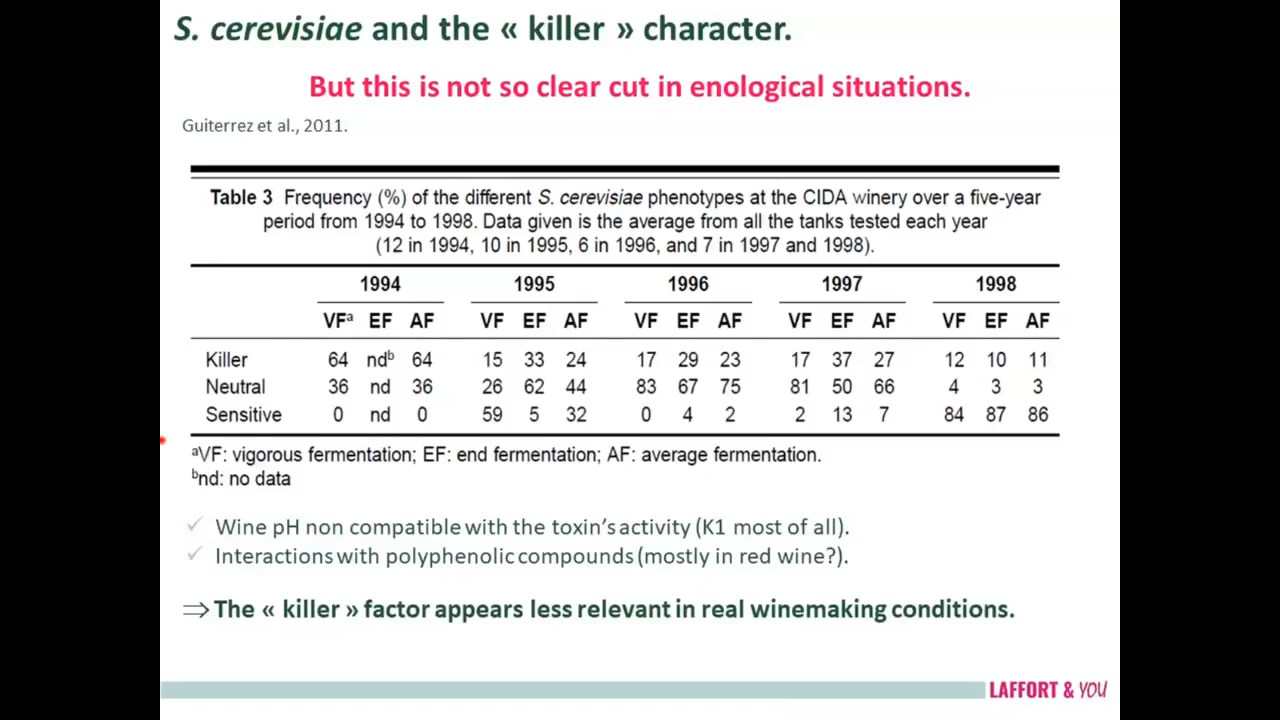 S. cerevisiae and the « killer » character.
But this is not so clear cut in enological situations.
Guiterrez et al., 2011.
Table 3 Frequency (%) of the different S. cerevisiae phenotypes at the CIDA winery over a five-year
period from 1994 to 1998. Data given is the average from all the tanks tested each year
(12 in 1994, 10 in 1995, 6 in 1996, and 7 in 1997 and 1998).
1994 1995 1996 1997 1998
VFᵃ EF AF VF EF AF VF EF AF VF EF AF VF EF AF
Killer 64 ndᵇ 64 15 33 24 17 29 23 17 37 27 12 10 11
Neutral 36 nd 36 26 62 44 83 67 75 81 50 66 4 3 3
Sensitive 0 nd 0 59 5 32 0 4 2 2 13 7 84 87 86
ᵃVF: vigorous fermentation; EF: end fermentation; AF: average fermentation.
ᵇnd: no data
✓ Wine pH non compatible with the toxin's activity (K1 most of all).
✓ Interactions with polyphenolic compounds (mostly in red wine?).
⇒ The « killer » factor appears less relevant in real winemaking conditions.
LAFFORT & YOU